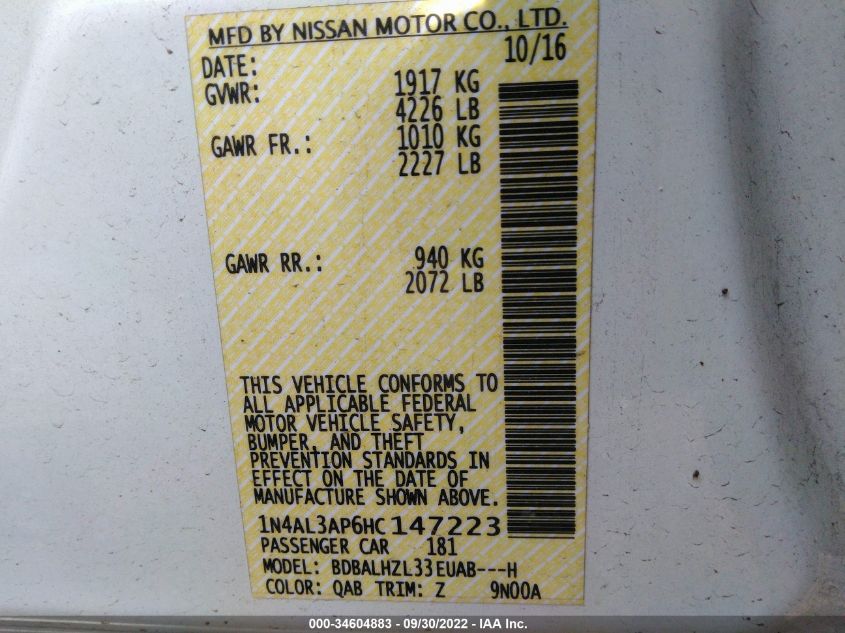 MFD BY NISSAN MOTOR CO., LTD.
DATE: 10/16
GVWR: 1917 KG
4226 LB
GAWR FR.: 1010 KG
2227 LB
GAWR RR.: 940 KG
2072 LB
THIS VEHICLE CONFORMS TO
ALL APPLICABLE FEDERAL
MOTOR VEHICLE SAFETY,
BUMPER, AND THEFT
PREVENTION STANDARDS IN
EFFECT ON THE DATE OF
MANUFACTURE SHOWN ABOVE.
1N4AL3AP6HC147223
PASSENGER CAR 181
MODEL: BDBALHZL33EUAB---H
COLOR: QAB TRIM: Z 9N00A
000-34604883 - 09/30/2022 - IAA Inc.